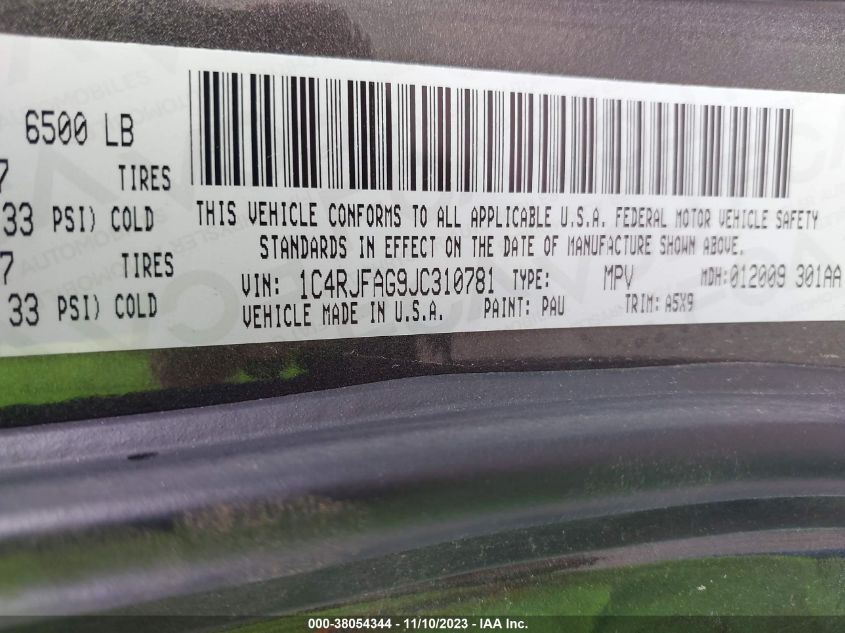 6500 LB
7 TIRES
33 PSI) COLD
7 TIRES
33 PSI) COLD
THIS VEHICLE CONFORMS TO ALL APPLICABLE U.S.A. FEDERAL MOTOR VEHICLE SAFETY
STANDARDS IN EFFECT ON THE DATE OF MANUFACTURE SHOWN ABOVE.
VIN: 1C4RJFAG9JC310781 TYPE: MPV MDH: 012009 301AA
VEHICLE MADE IN U.S.A. PAINT: PAU TRIM: A5X9
000-38054344 - 11/10/2023 - IAA Inc.